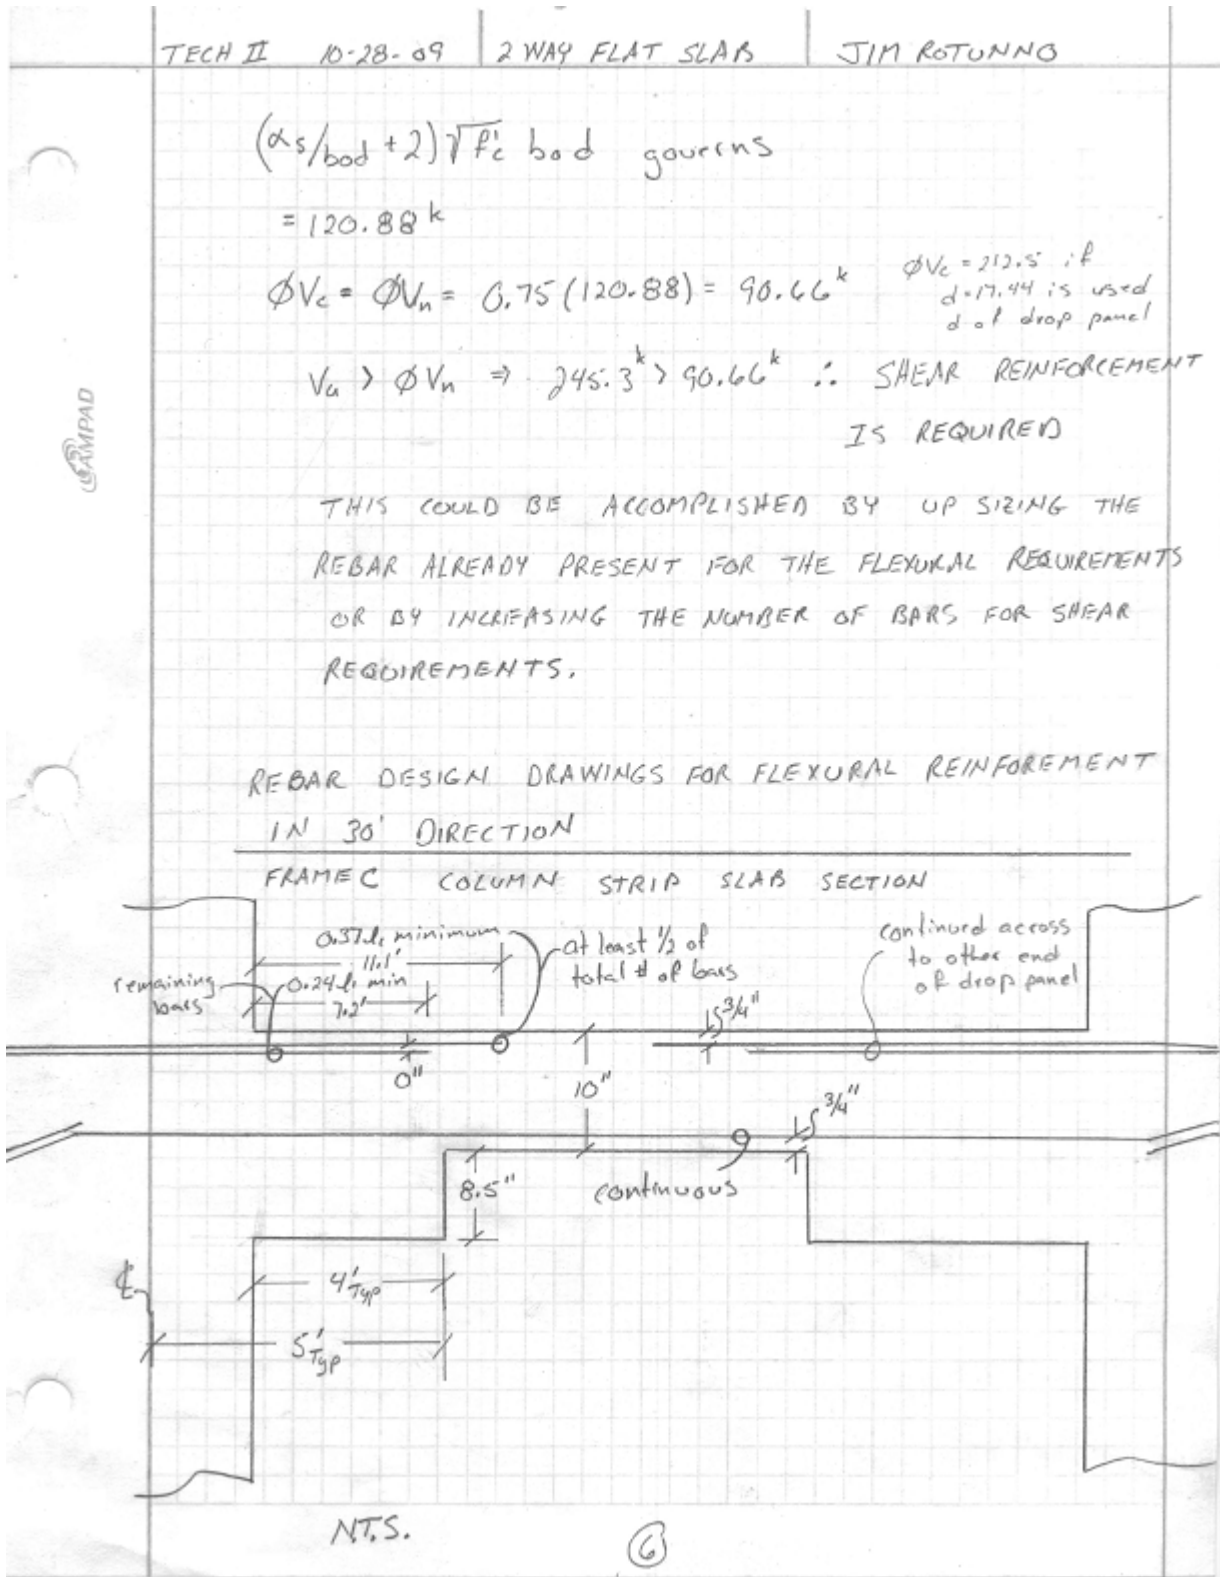 TECH II 10-28-09 2 WAY FLAT SLAB JIM ROTUNNO
(αs/bod + 2)√f'c bod governs
= 120.88 k
ϕVc = ϕVn = 0.75 (120.88) = 90.66 k
ϕVc = 212.5 if
d=17.44 is used
d of drop panel
Vu > ϕVn ⇒ 245.3 k > 90.66 k ∴ SHEAR REINFORCEMENT
IS REQUIRED
CAMPAD
THIS COULD BE ACCOMPLISHED BY UP SIZING THE
REBAR ALREADY PRESENT FOR THE FLEXURAL REQUIREMENTS
OR BY INCREASING THE NUMBER OF BARS FOR SHEAR
REQUIREMENTS.
REBAR DESIGN DRAWINGS FOR FLEXURAL REINFOREMENT
IN 30' DIRECTION
FRAME C COLUMN STRIP SLAB SECTION
0.37ln minimum
11.1'
at least 1/2 of
total # of bars
continued across
to other end
of drop panel
remaining
bars
0.24ln min
7.2'
3/4"
0"
10"
3/4"
8.5"
continuous
℄
4' Typ
5' Typ
N.T.S.
6